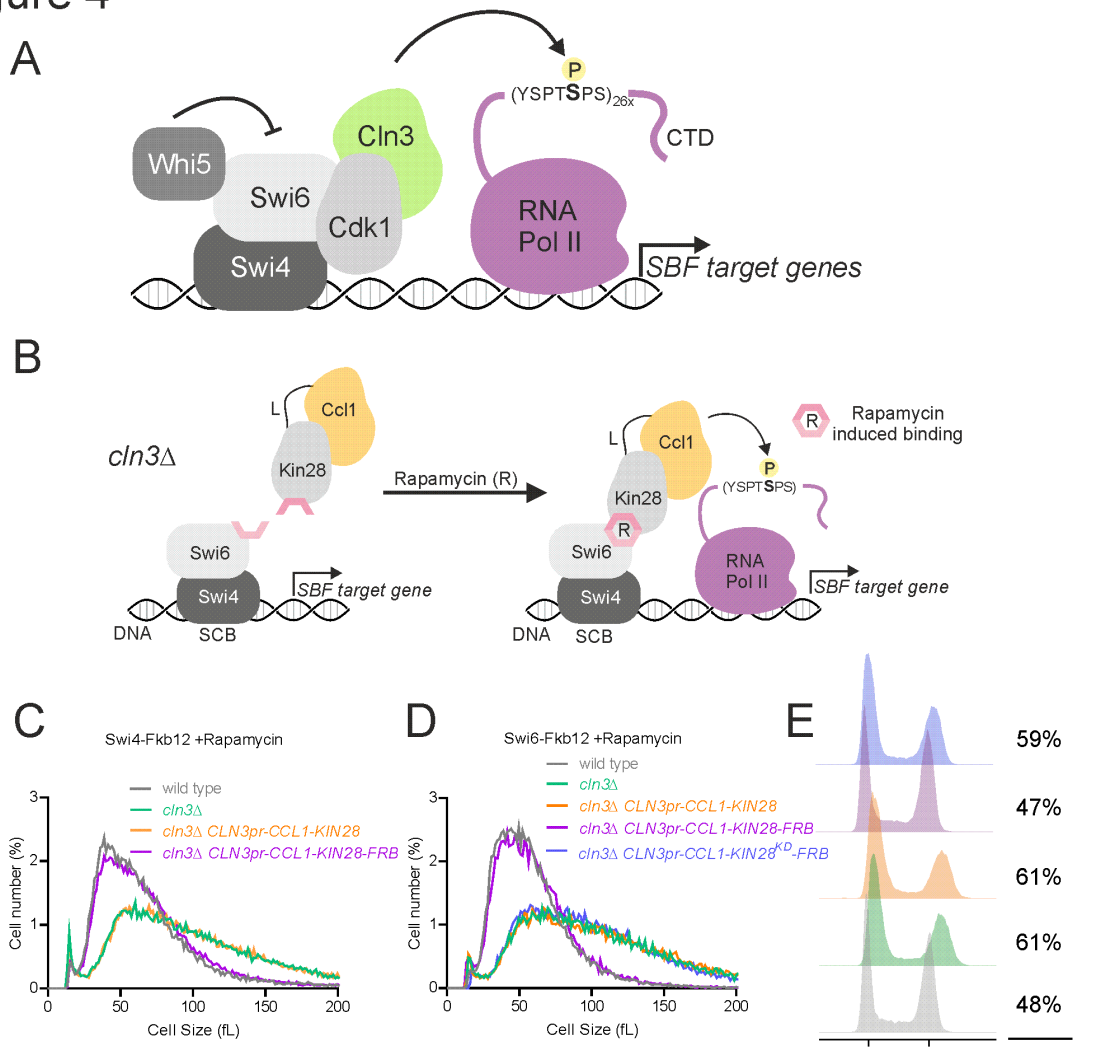 gure 4
A
P
(YSPTSPS)26x
CTD
Cln3
Whi5
Swi6
Cdk1
Swi4
RNA
Pol II
SBF target genes
B
cln3Δ
L
Ccl1
Kin28
Swi6
Swi4
SBF target gene
DNA
SCB
Rapamycin (R)
L
Ccl1
Kin28
R
Swi6
Swi4
P
(YSPTSPS)
RNA
Pol II
SBF target gene
DNA
SCB
R
Rapamycin
induced binding
C
Swi4-Fkb12 +Rapamycin
wild type
cln3Δ
cln3Δ CLN3pr-CCL1-KIN28
cln3Δ CLN3pr-CCL1-KIN28-FRB
Cell number (%)
3
2
1
0
0 50 100 150 200
Cell Size (fL)
D
Swi6-Fkb12 +Rapamycin
wild type
cln3Δ
cln3Δ CLN3pr-CCL1-KIN28
cln3Δ CLN3pr-CCL1-KIN28-FRB
cln3Δ CLN3pr-CCL1-KIN28KD-FRB
Cell number (%)
3
2
1
0
0 50 100 150 200
Cell Size (fL)
E
59%
47%
61%
61%
48%